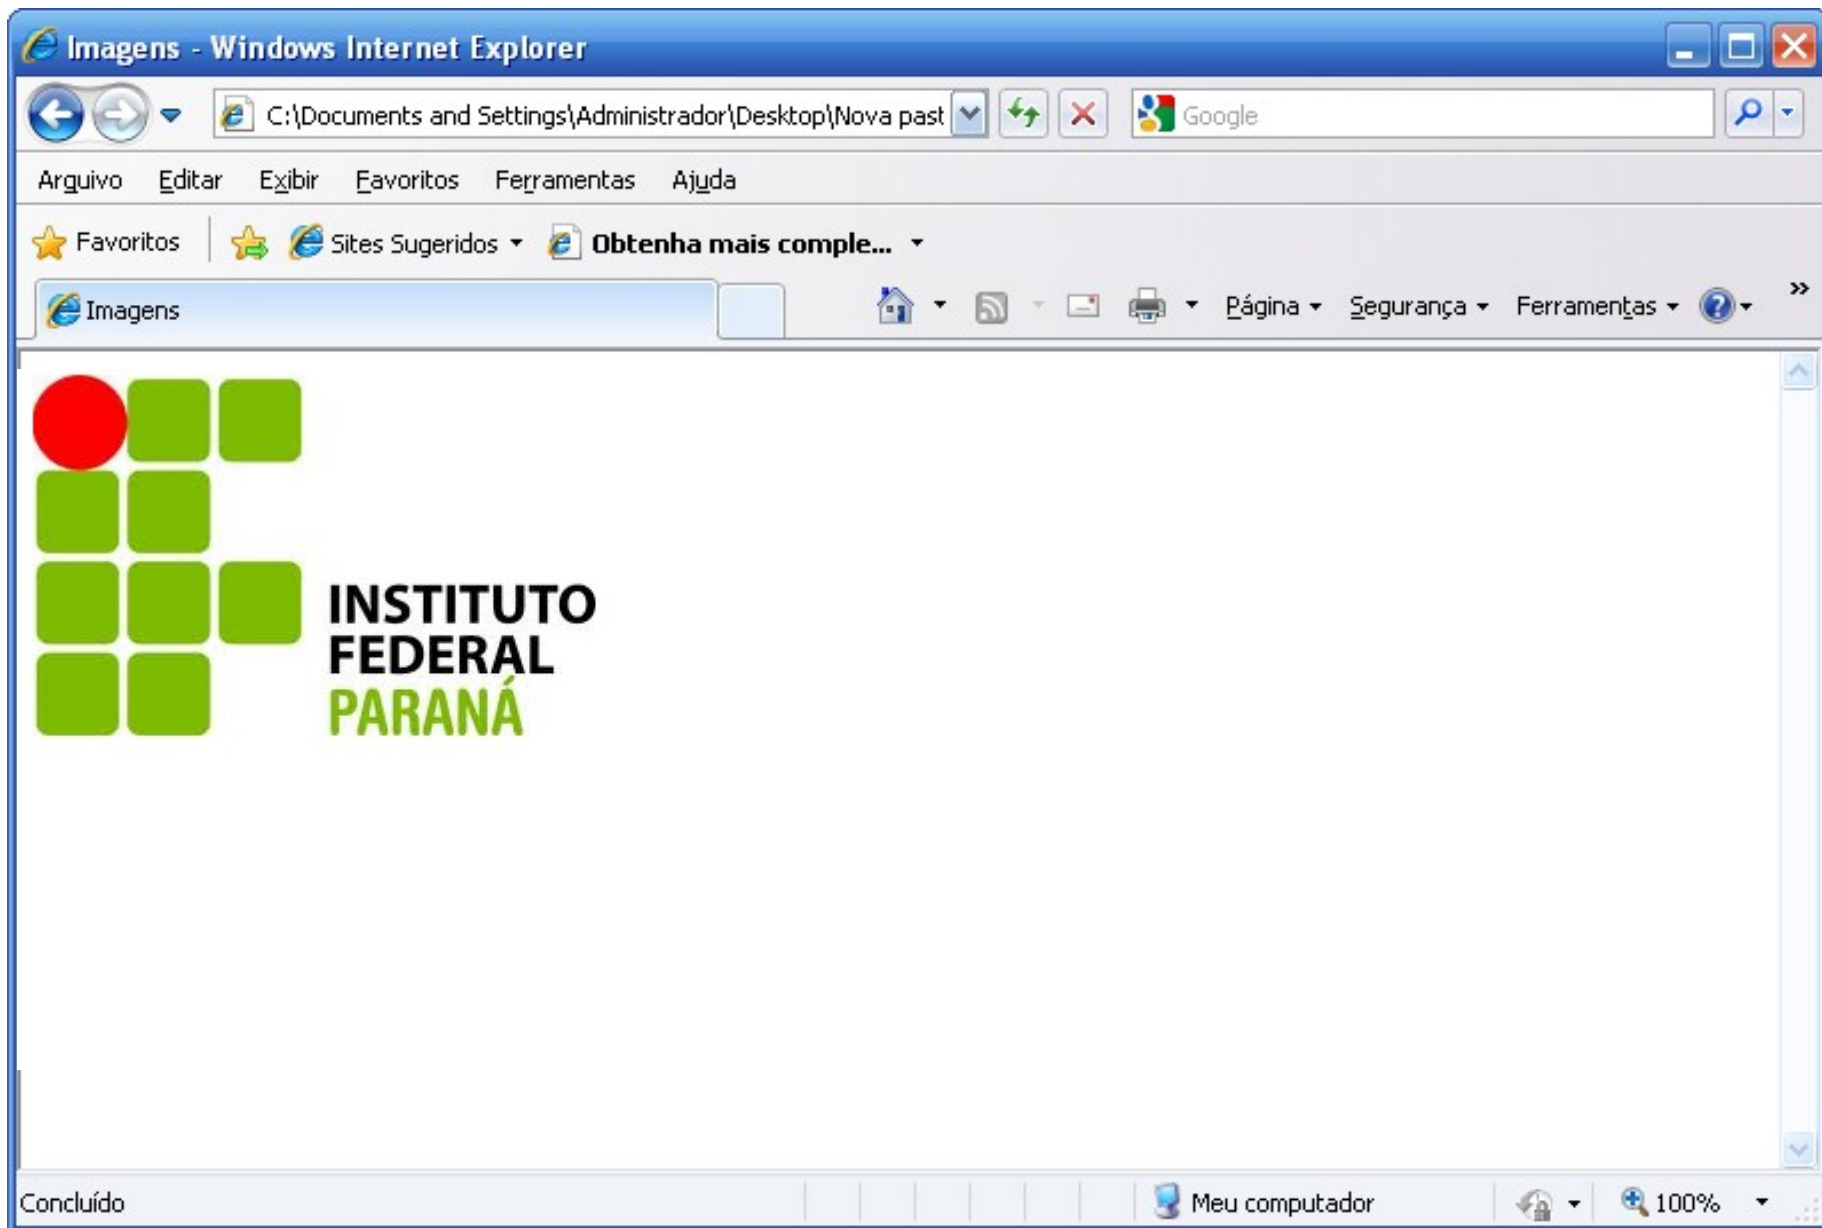 Imagens - Windows Internet Explorer
C:\Documents and Settings\Administrador\Desktop\Nova past
Google
Arquivo Editar Exibir Favoritos Ferramentas Ajuda
Favoritos Sites Sugeridos Obtenha mais comple...
Imagens Página Segurança Ferramentas
INSTITUTO
FEDERAL
PARANÁ
Concluído Meu computador 100%